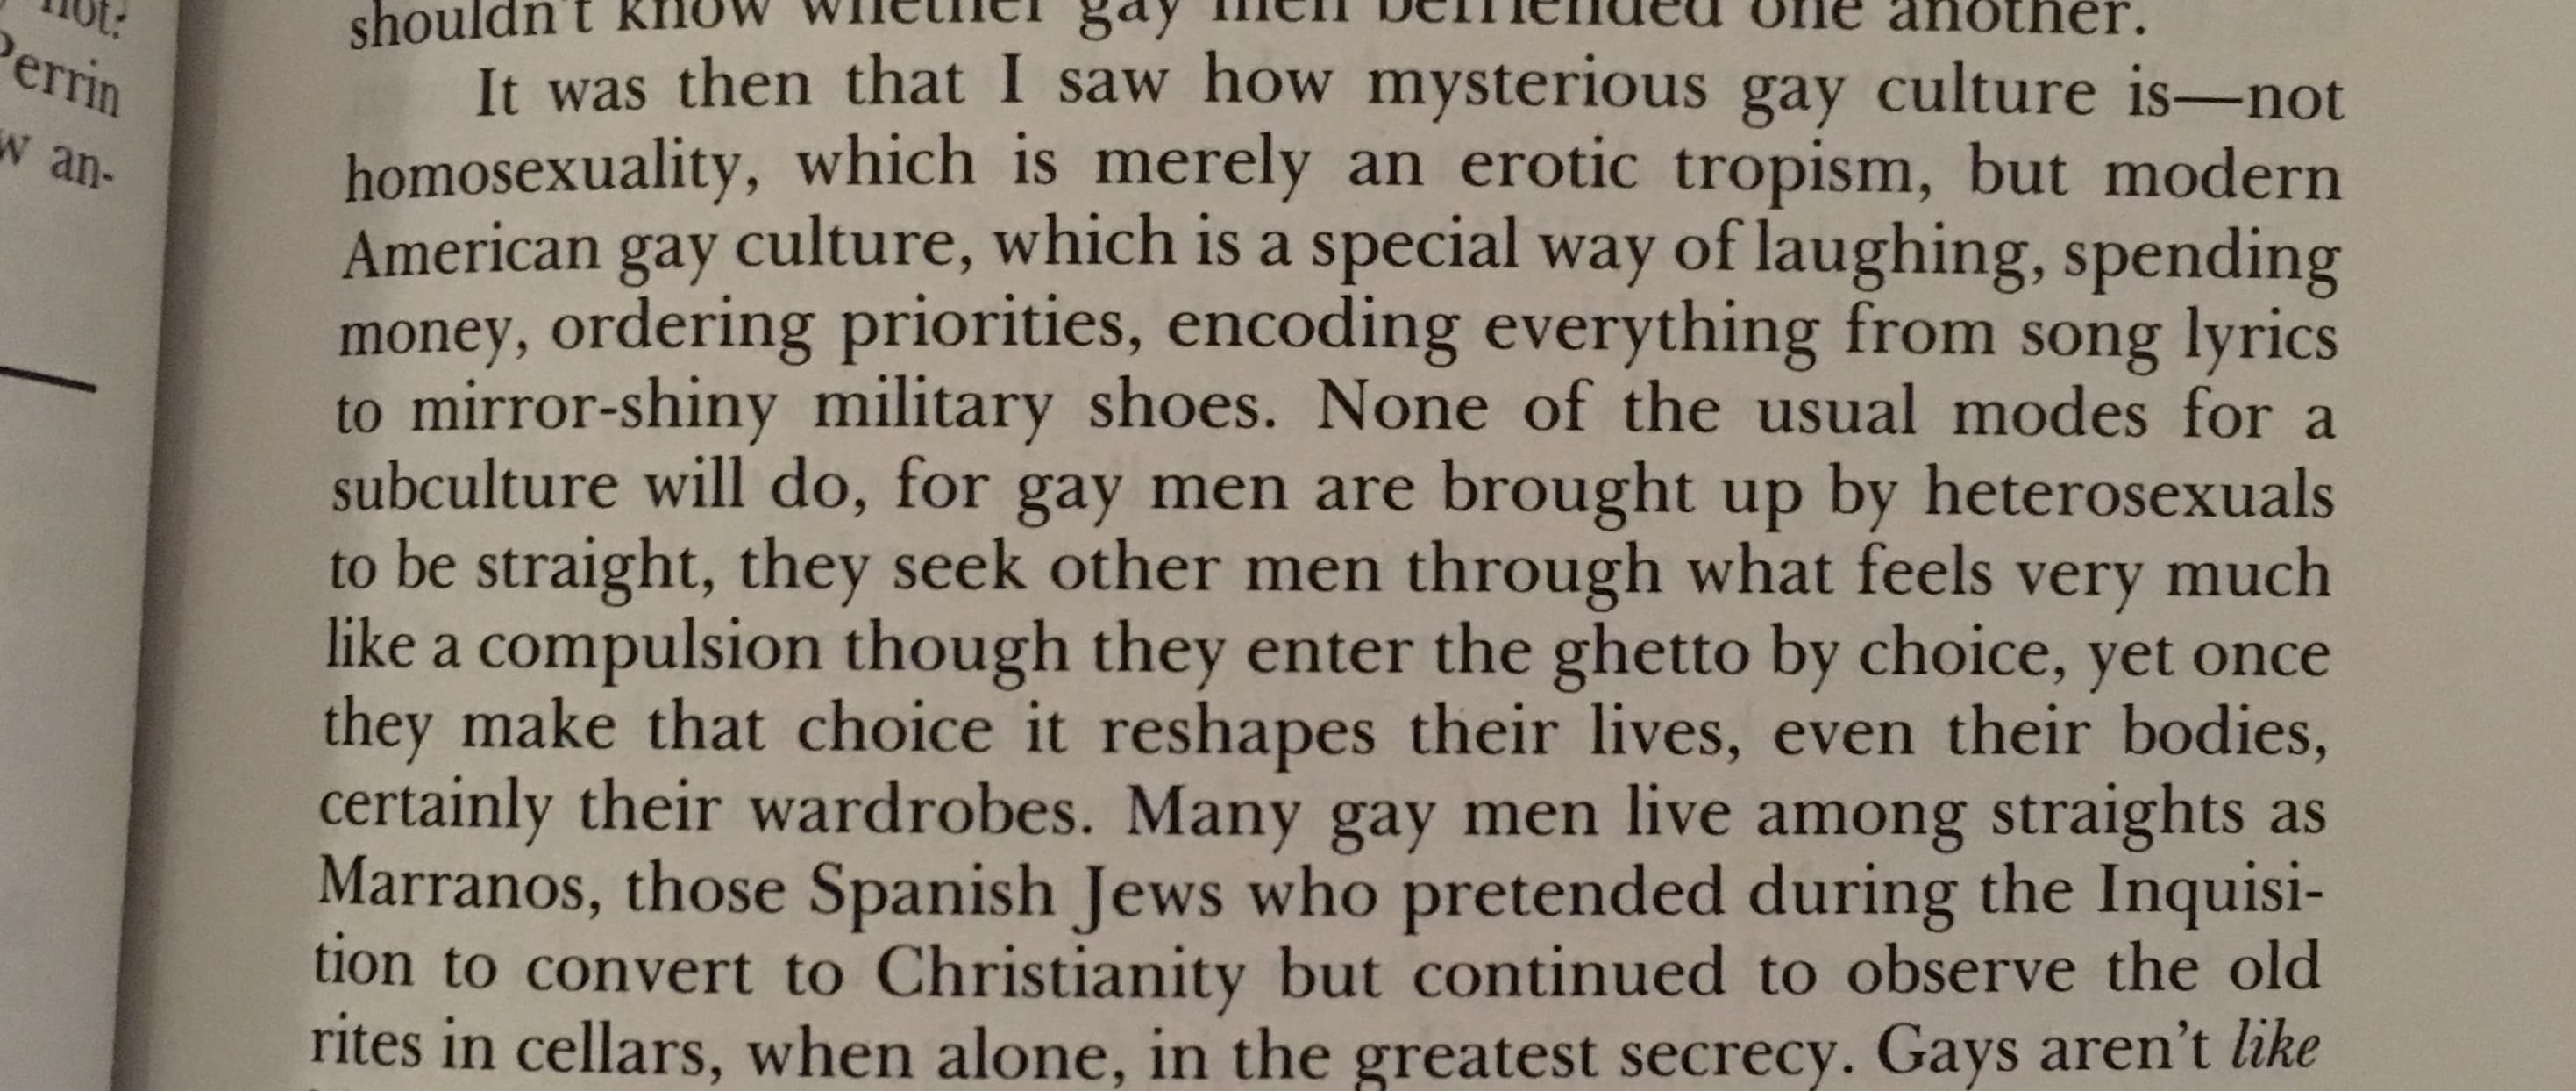 not:
Perrin
w an-
shouldn't know whether gay men befriended one another.
It was then that I saw how mysterious gay culture is—not
homosexuality, which is merely an erotic tropism, but modern
American gay culture, which is a special way of laughing, spending
money, ordering priorities, encoding everything from song lyrics
to mirror-shiny military shoes. None of the usual modes for a
subculture will do, for gay men are brought up by heterosexuals
to be straight, they seek other men through what feels very much
like a compulsion though they enter the ghetto by choice, yet once
they make that choice it reshapes their lives, even their bodies,
certainly their wardrobes. Many gay men live among straights as
Marranos, those Spanish Jews who pretended during the Inquisi-
tion to convert to Christianity but continued to observe the old
rites in cellars, when alone, in the greatest secrecy. Gays aren't like